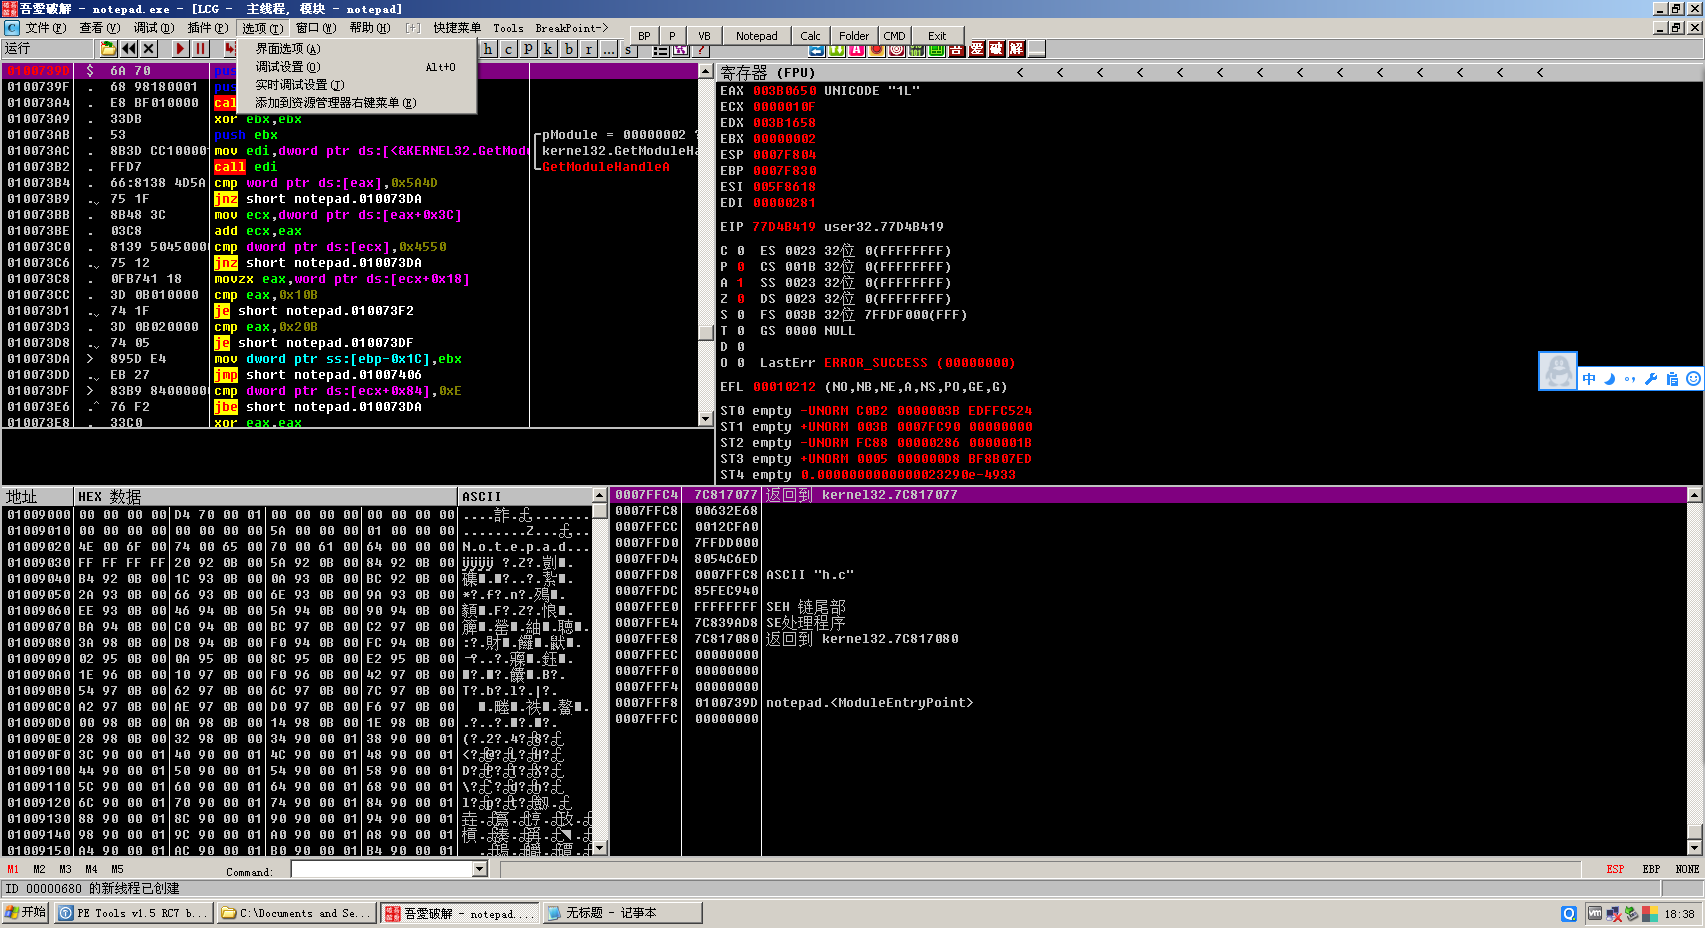 吾愛破解 - notepad.exe - [LCG - 主线程, 模块 - notepad]
文件(F) 查看(V) 调试(D) 插件(P) 选项(T) 窗口(W) 帮助(H) [+] 快捷菜单 Tools BreakPoint->
BP P VB Notepad Calc Folder CMD Exit
运行
h c p k b r ... s
吾 爱 破 解
界面选项(A)
调试设置(O) Alt+O
实时调试设置(J)
添加到资源管理器右键菜单(E)
0100739D $ 6A 70
0100739F . 68 98180001
010073A4 . E8 BF010000
010073A9 . 33DB xor ebx,ebx
010073AB . 53 push ebx
010073AC . 8B3D CC10000 mov edi,dword ptr ds:[<&KERNEL32.GetMod
010073B2 . FFD7 call edi
010073B4 . 66:8138 4D5A cmp word ptr ds:[eax],0x5A4D
010073B9 . 75 1F jnz short notepad.010073DA
010073BB . 8B48 3C mov ecx,dword ptr ds:[eax+0x3C]
010073BE . 03C8 add ecx,eax
010073C0 . 8139 5045000 cmp dword ptr ds:[ecx],0x4550
010073C6 . 75 12 jnz short notepad.010073DA
010073C8 . 0FB741 18 movzx eax,word ptr ds:[ecx+0x18]
010073CC . 3D 0B010000 cmp eax,0x10B
010073D1 . 74 1F je short notepad.010073F2
010073D3 . 3D 0B020000 cmp eax,0x20B
010073D8 . 74 05 je short notepad.010073DF
010073DA > 895D E4 mov dword ptr ss:[ebp-0x1C],ebx
010073DD . EB 27 jmp short notepad.01007406
010073DF > 83B9 8400000 cmp dword ptr ds:[ecx+0x84],0xE
010073E6 .^ 76 F2 jbe short notepad.010073DA
010073E8 . 33C0 xor eax,eax
pModule = 00000002 ?
kernel32.GetModuleHa
GetModuleHandleA
寄存器 (FPU) < < < < < < < < < < < < < <
EAX 003B0650 UNICODE "1L"
ECX 0000010F
EDX 003B1658
EBX 00000002
ESP 0007F804
EBP 0007F830
ESI 005F8618
EDI 00000281
EIP 77D4B419 user32.77D4B419
C 0 ES 0023 32位 0(FFFFFFFF)
P 0 CS 001B 32位 0(FFFFFFFF)
A 1 SS 0023 32位 0(FFFFFFFF)
Z 0 DS 0023 32位 0(FFFFFFFF)
S 0 FS 003B 32位 7FFDF000(FFF)
T 0 GS 0000 NULL
D 0
O 0 LastErr ERROR_SUCCESS (00000000)
EFL 00010212 (NO,NB,NE,A,NS,PO,GE,G)
ST0 empty -UNORM C0B2 0000003B EDFFC524
ST1 empty +UNORM 003B 0007FC90 00000000
ST2 empty -UNORM FC88 00000286 0000001B
ST3 empty +UNORM 0005 000000D8 BF8B07ED
ST4 empty 0.0000000000000023290e-4933
中
地址 HEX 数据 ASCII
01009000 00 00 00 00 D4 70 00 01 00 00 00 00 00 00 00 00
01009010 00 00 00 00 00 00 00 00 5A 00 00 00 01 00 00 00
01009020 4E 00 6F 00 74 00 65 00 70 00 61 00 64 00 00 00 N.o.t.e.p.a.d...
01009030 FF FF FF FF 20 92 0B 00 5A 92 0B 00 84 92 0B 00
01009040 B4 92 0B 00 1C 93 0B 00 0A 93 0B 00 BC 92 0B 00
01009050 2A 93 0B 00 66 93 0B 00 6E 93 0B 00 9A 93 0B 00
01009060 EE 93 0B 00 46 94 0B 00 5A 94 0B 00 90 94 0B 00
01009070 BA 94 0B 00 C0 94 0B 00 BC 97 0B 00 C2 97 0B 00
01009080 3A 98 0B 00 D8 94 0B 00 F0 94 0B 00 FC 94 0B 00
01009090 02 95 0B 00 0A 95 0B 00 8C 95 0B 00 E2 95 0B 00
010090A0 1E 96 0B 00 10 97 0B 00 F0 96 0B 00 42 97 0B 00
010090B0 54 97 0B 00 62 97 0B 00 6C 97 0B 00 7C 97 0B 00 T?.b?.l?.|?.
010090C0 A2 97 0B 00 AE 97 0B 00 D0 97 0B 00 F6 97 0B 00
010090D0 00 98 0B 00 0A 98 0B 00 14 98 0B 00 1E 98 0B 00
010090E0 28 98 0B 00 32 98 0B 00 34 90 00 01 38 90 00 01
010090F0 3C 90 00 01 40 90 00 01 4C 90 00 01 48 90 00 01
01009100 44 90 00 01 50 90 00 01 54 90 00 01 58 90 00 01
01009110 5C 90 00 01 60 90 00 01 64 90 00 01 68 90 00 01
01009120 6C 90 00 01 70 90 00 01 74 90 00 01 84 90 00 01
01009130 88 90 00 01 8C 90 00 01 90 90 00 01 94 90 00 01
01009140 98 90 00 01 9C 90 00 01 A0 90 00 01 A8 90 00 01
01009150 A4 90 00 01 AC 90 00 01 B0 90 00 01 B4 90 00 01
0007FFC4 7C817077 返回到 kernel32.7C817077
0007FFC8 00632E68
0007FFCC 0012CFA0
0007FFD0 7FFDD000
0007FFD4 8054C6ED
0007FFD8 0007FFC8 ASCII "h.c"
0007FFDC 85FEC940
0007FFE0 FFFFFFFF SEH 链尾部
0007FFE4 7C839AD8 SE处理程序
0007FFE8 7C817080 返回到 kernel32.7C817080
0007FFEC 00000000
0007FFF0 00000000
0007FFF4 00000000
0007FFF8 0100739D notepad.<ModuleEntryPoint>
0007FFFC 00000000
M1 M2 M3 M4 M5 Command: ESP EBP NONE
ID 00000680 的新线程已创建
开始 PE Tools v1.5 RC7 b... C:\Documents and Se... 吾愛破解 - notepad.... 无标题 - 记事本 18:38